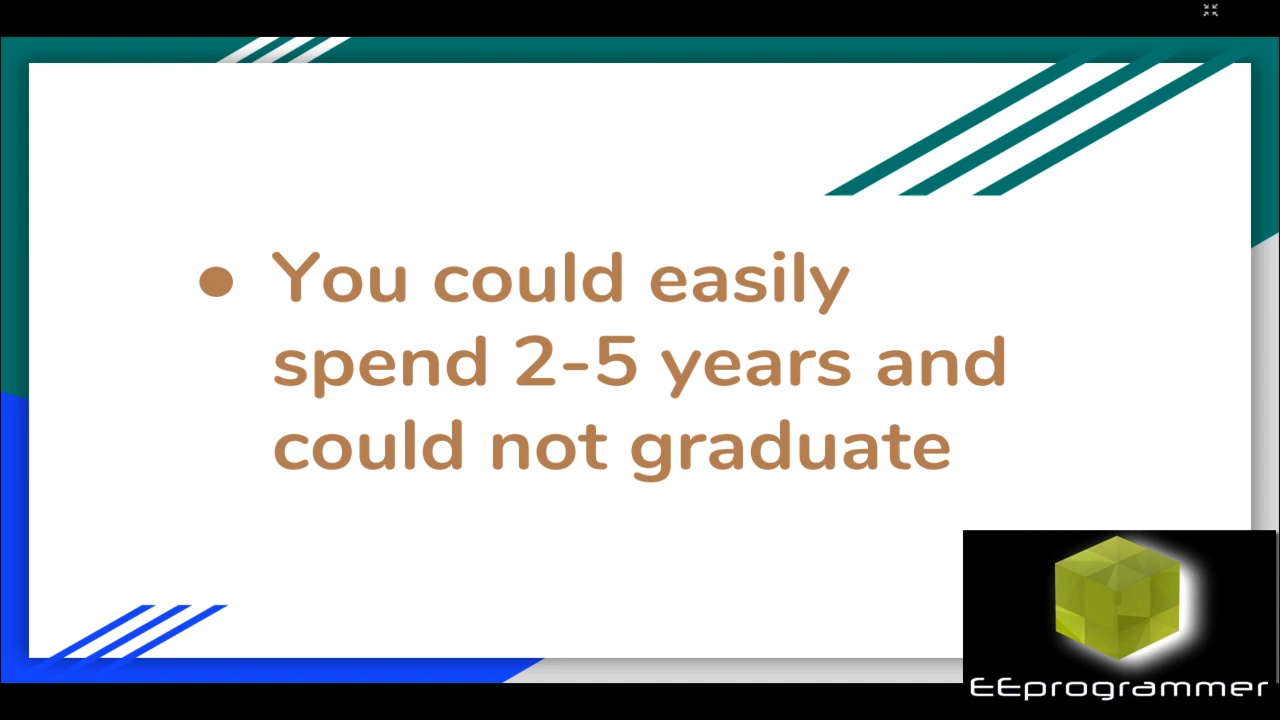 ● You could easily
spend 2-5 years and
could not graduate
EEprogrammer